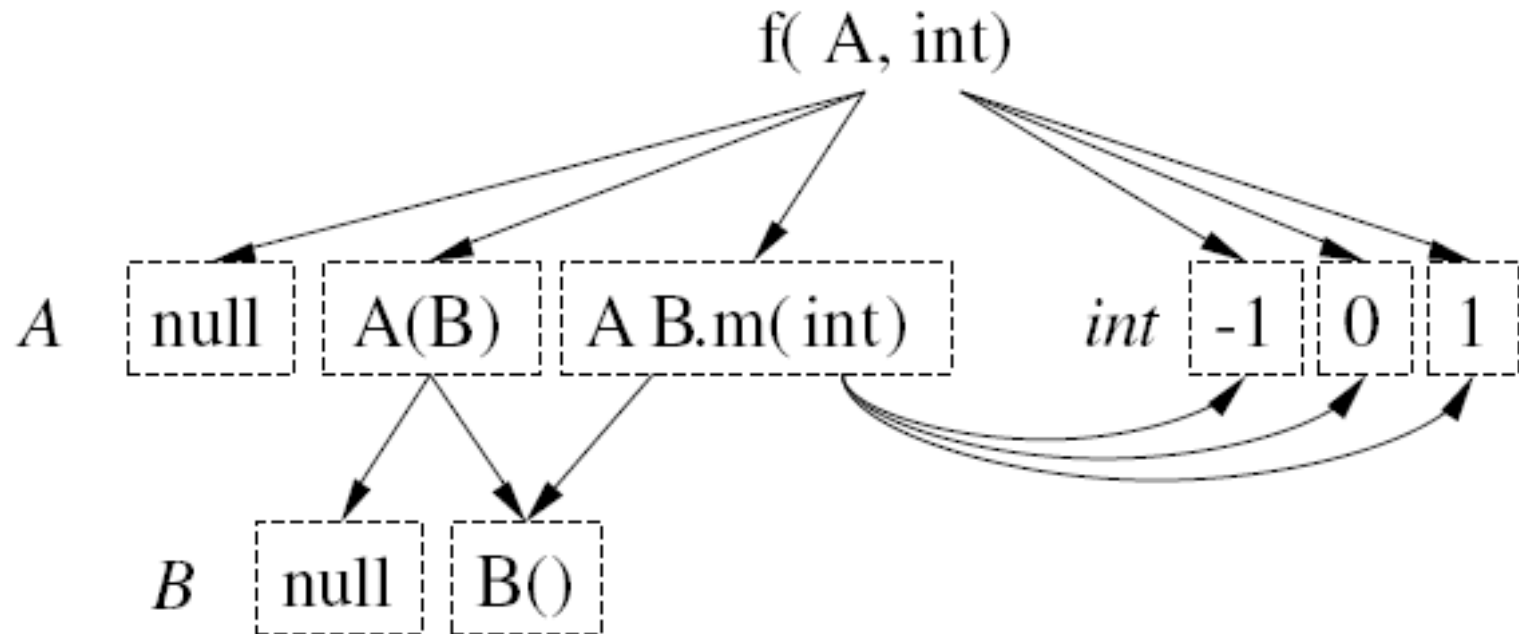 f( A, int)
A null A(B) A B.m( int) int -1 0 1
B null B()